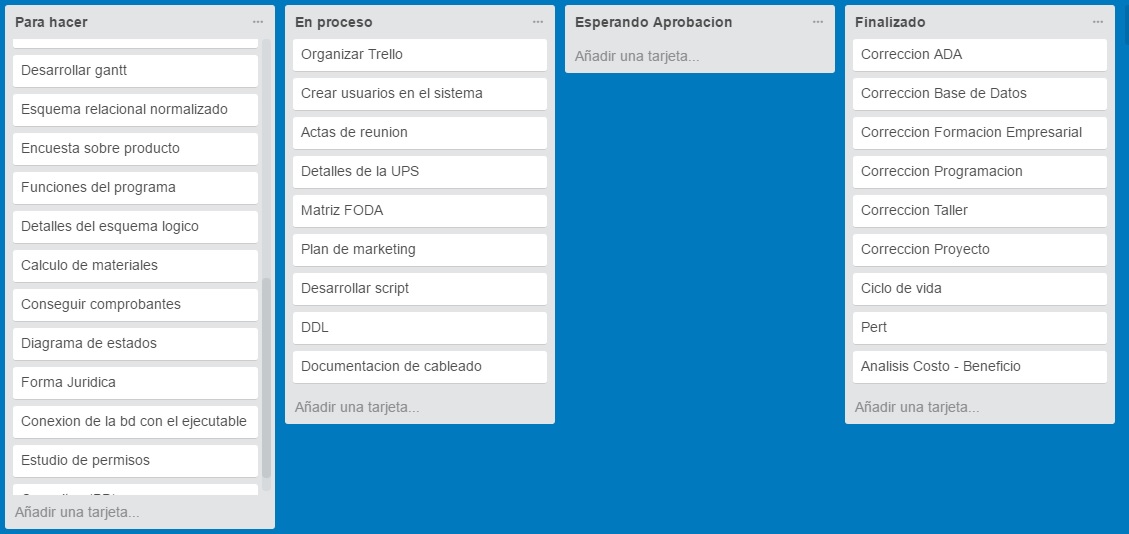 Para hacer
Desarrollar gantt
Esquema relacional normalizado
Encuesta sobre producto
Funciones del programa
Detalles del esquema logico
Calculo de materiales
Conseguir comprobantes
Diagrama de estados
Forma Juridica
Conexion de la bd con el ejecutable
Estudio de permisos
Añadir una tarjeta...
En proceso
Organizar Trello
Crear usuarios en el sistema
Actas de reunion
Detalles de la UPS
Matriz FODA
Plan de marketing
Desarrollar script
DDL
Documentacion de cableado
Añadir una tarjeta...
Esperando Aprobacion
Añadir una tarjeta...
Finalizado
Correccion ADA
Correccion Base de Datos
Correccion Formacion Empresarial
Correccion Programacion
Correccion Taller
Correccion Proyecto
Ciclo de vida
Pert
Analisis Costo - Beneficio
Añadir una tarjeta...